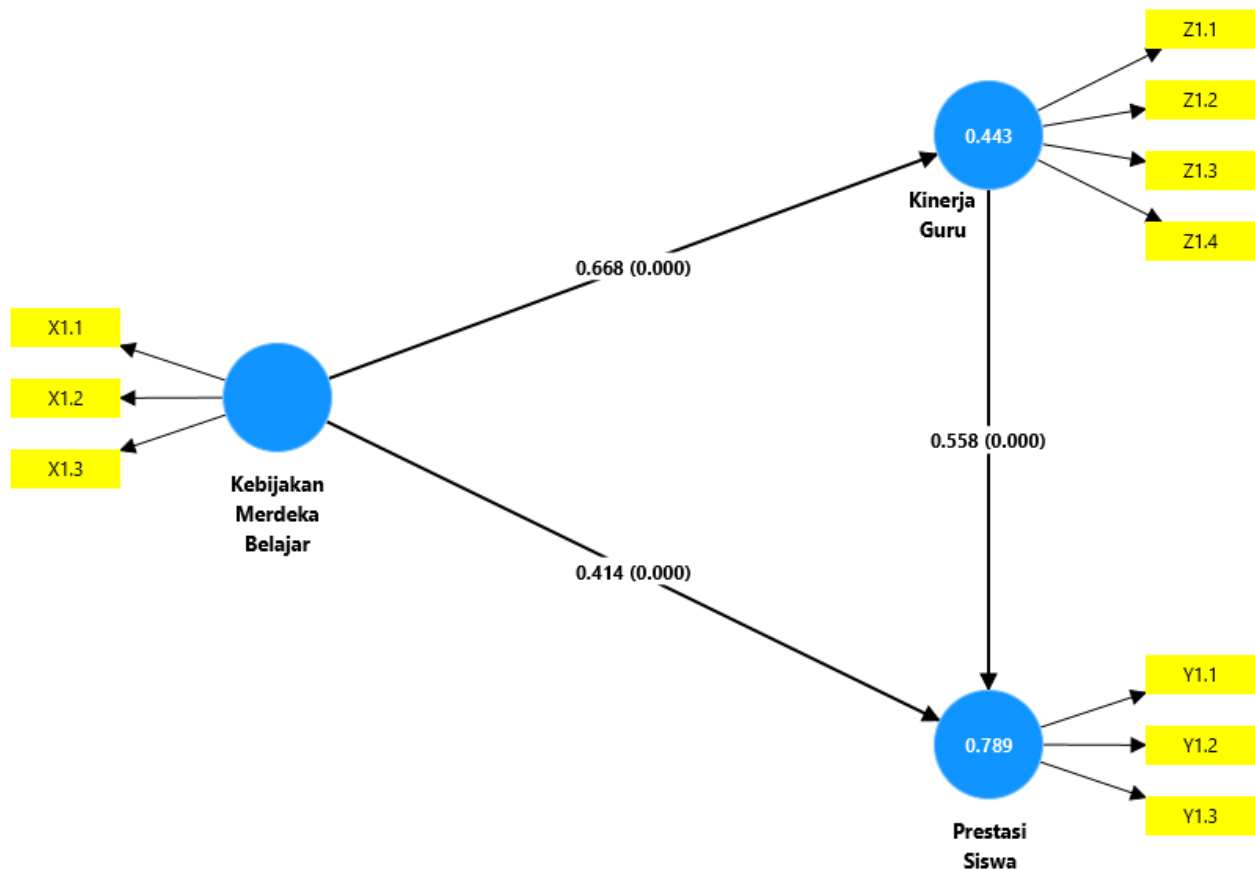 Z1.1
Z1.2
0.443
Z1.3
Kinerja
Guru
Z1.4
0.668 (0.000)
X1.1
X1.2
X1.3
Kebijakan
Merdeka
Belajar
0.558 (0.000)
0.414 (0.000)
Y1.1
0.789
Y1.2
Y1.3
Prestasi
Siswa